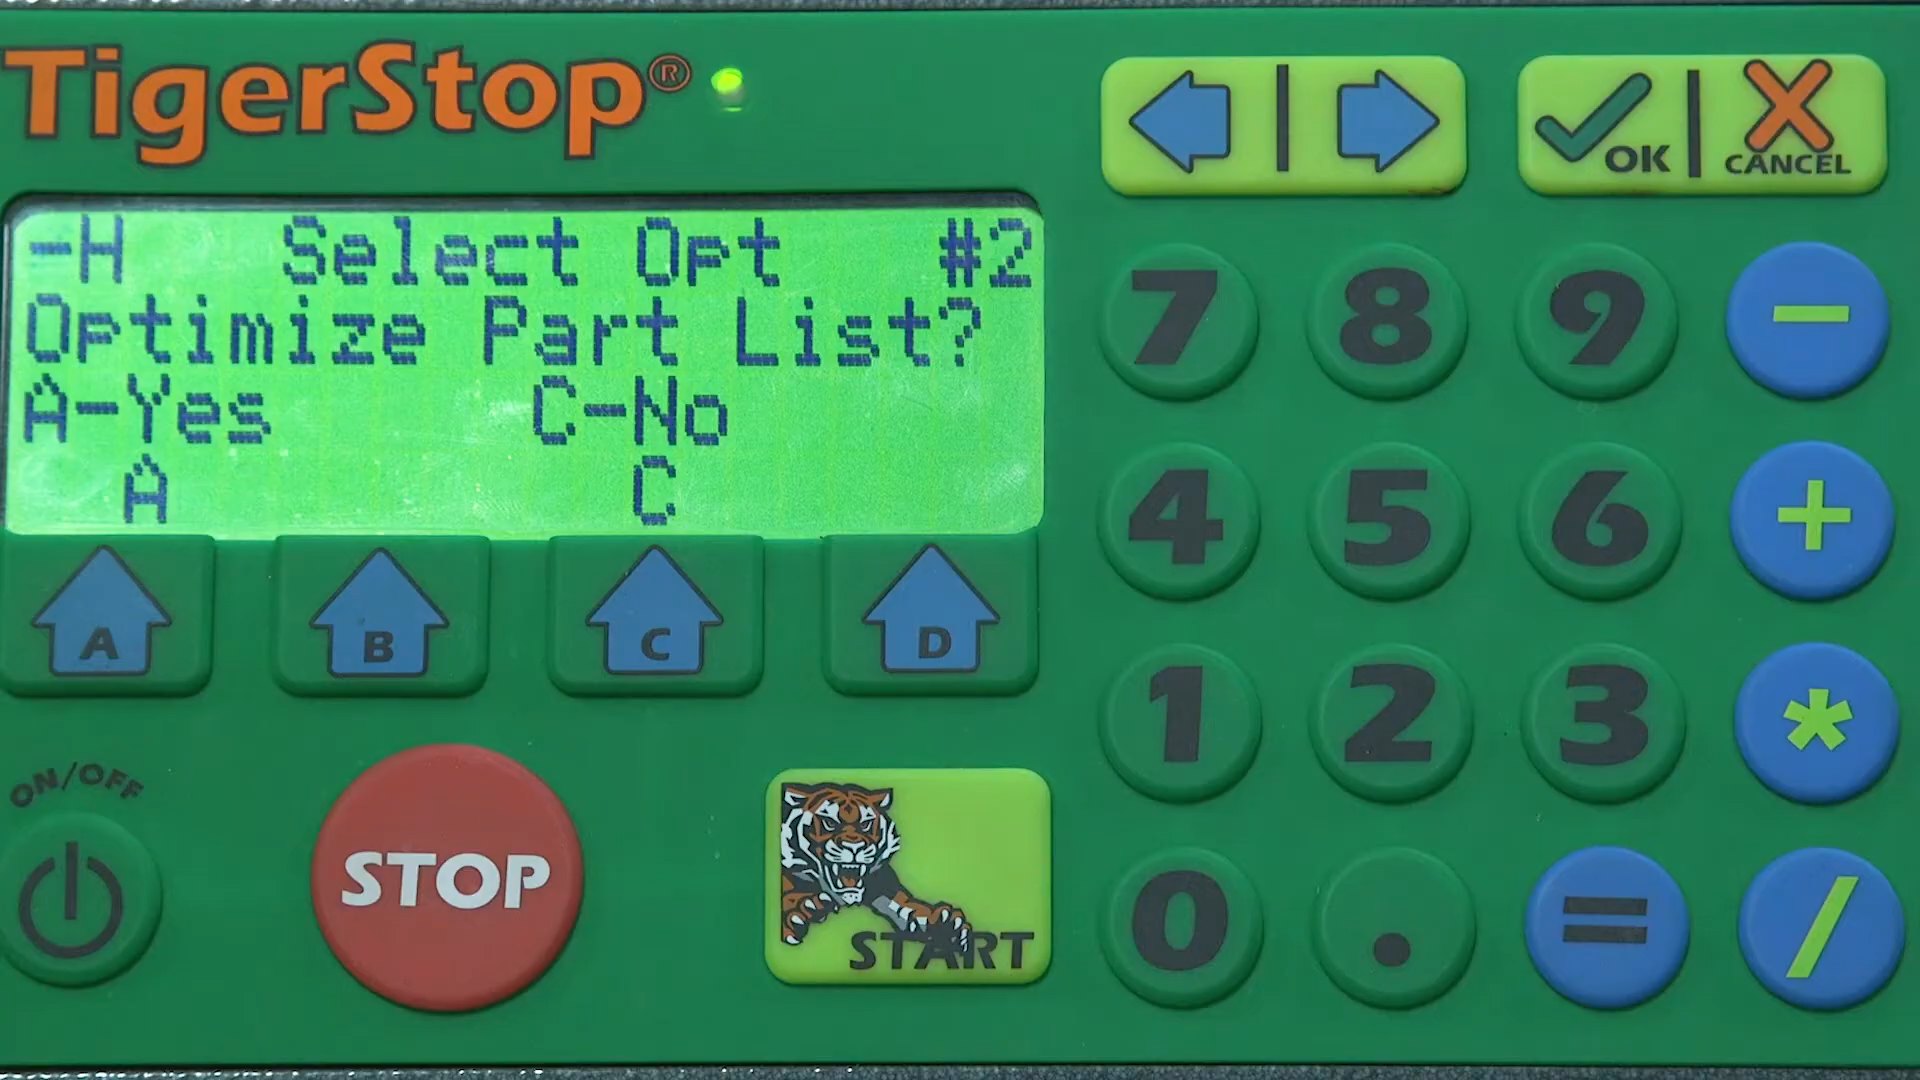 TigerStop®
OK | CANCEL
-H Select Opt #2
Optimize Part List?
A-Yes C-No
A C
A B C D
7 8 9 -
4 5 6 +
1 2 3 *
0 . = /
ON/OFF
STOP
START